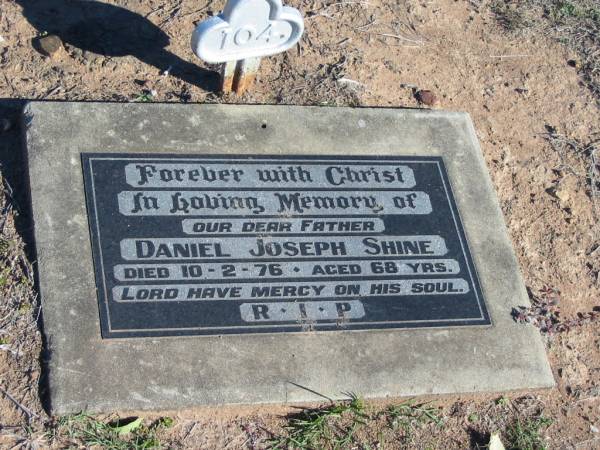 104.
Forever with Christ
In Loving Memory of
OUR DEAR FATHER
DANIEL JOSEPH SHINE
DIED 10-2-76 · AGED 68 YRS.
LORD HAVE MERCY ON HIS SOUL.
R · I · P